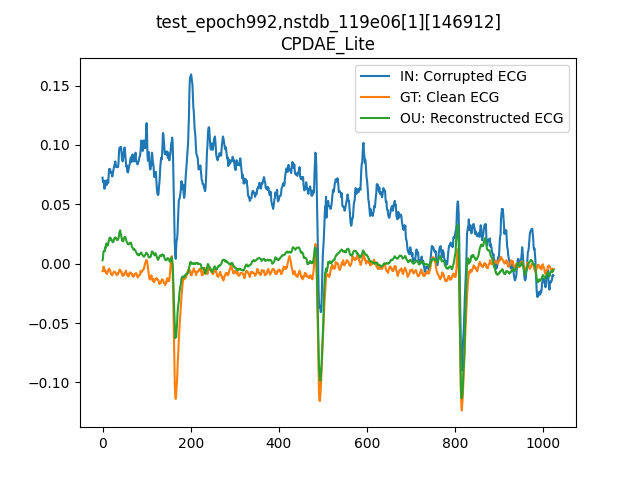 test_epoch992,nstdb_119e06[1][146912]
CPDAE_Lite
IN: Corrupted ECG
GT: Clean ECG
OU: Reconstructed ECG
0.15
0.10
0.05
0.00
−0.05
−0.10
0 200 400 600 800 1000